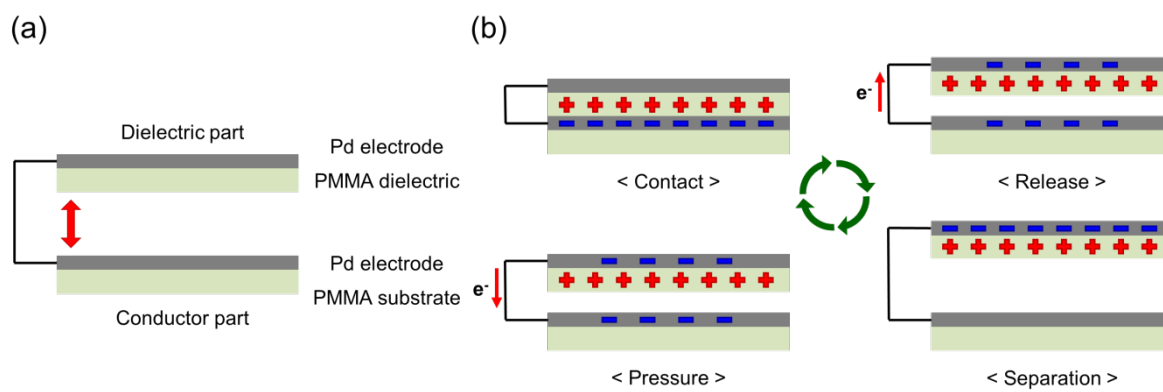 (a)
Dielectric part
Pd electrode
PMMA dielectric
Pd electrode
PMMA substrate
Conductor part
(b)
< Contact >
e-
< Release >
e-
< Pressure >
< Separation >